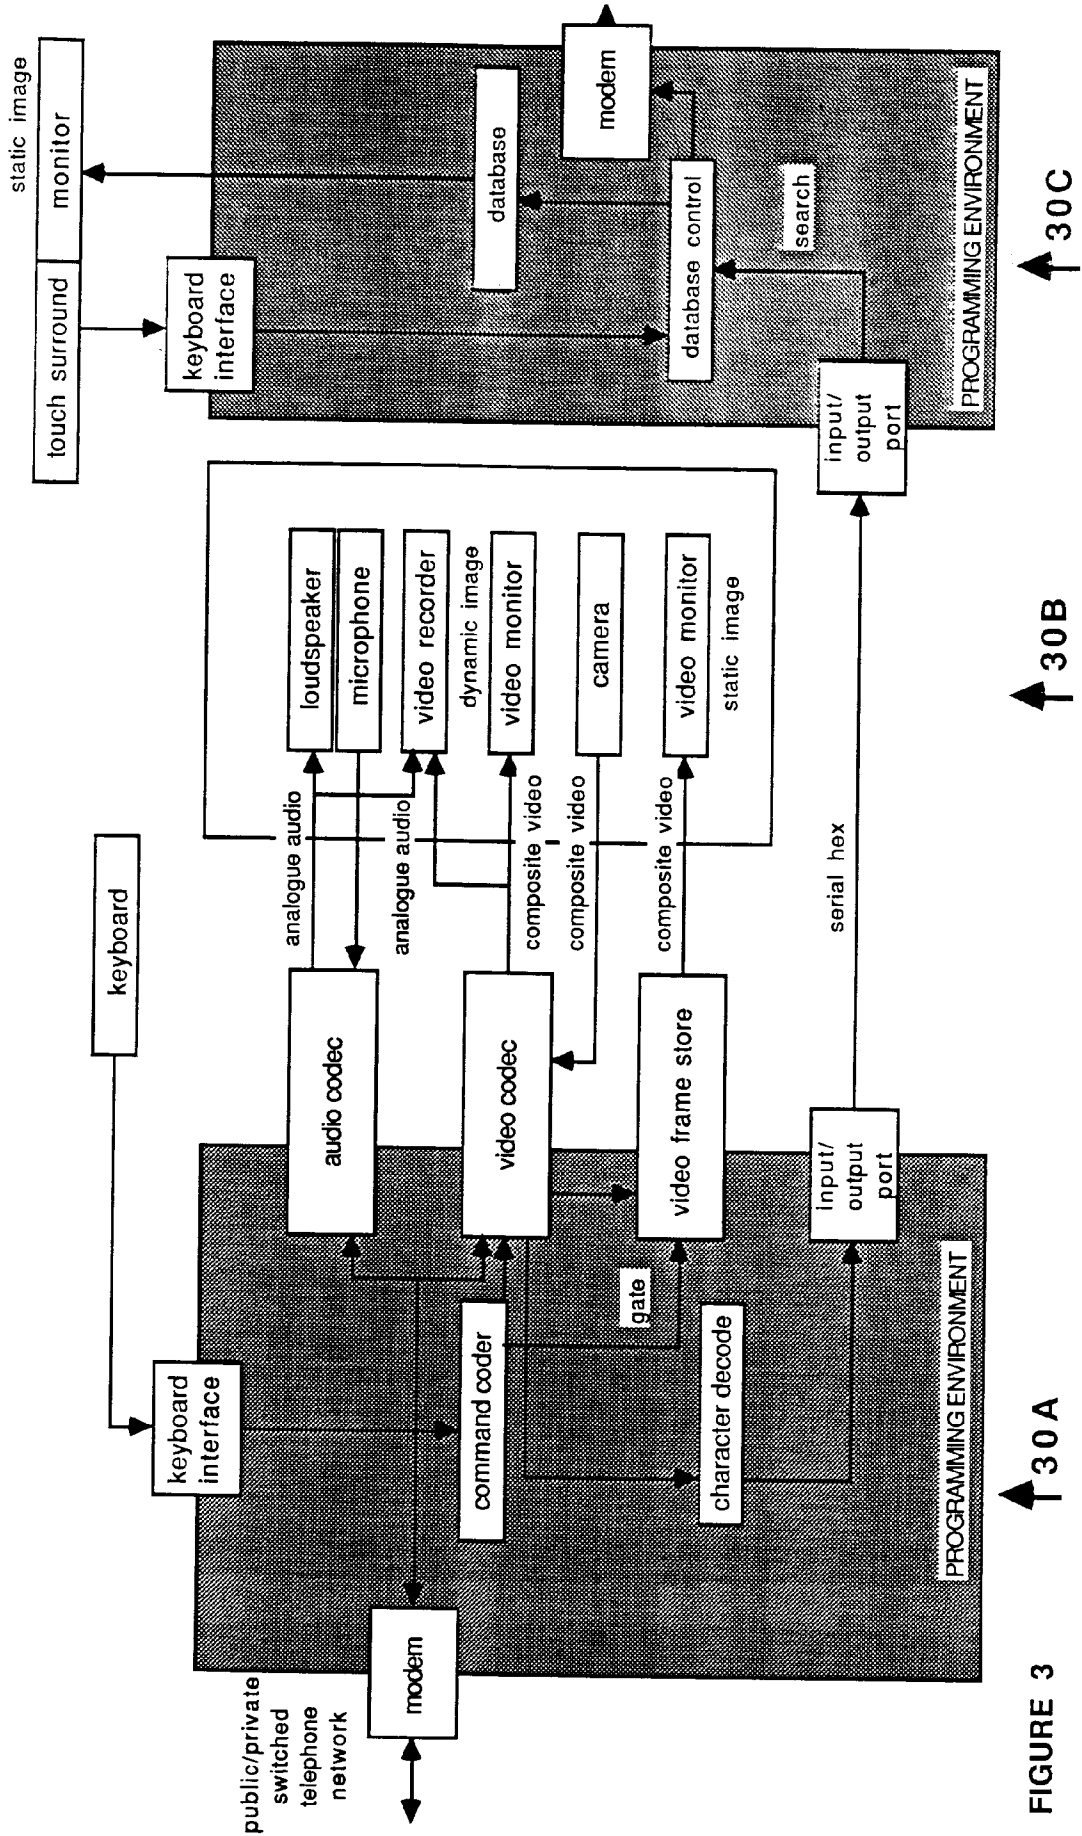 public/private
switched
telephone
network
modem
keyboard
interface
keyboard
command coder
character decode
gate
PROGRAMMING ENVIRONMENT
audio codec
video codec
video frame store
input/
output
port
analogue audio
analogue audio
composite video
composite video
composite video
serial hex
loudspeaker
microphone
video recorder
dynamic image
video monitor
camera
video monitor
static image
touch surround
monitor
static image
keyboard
interface
database
modem
database control
search
input/
output
port
PROGRAMMING ENVIRONMENT
FIGURE 3
30A
30B
30C